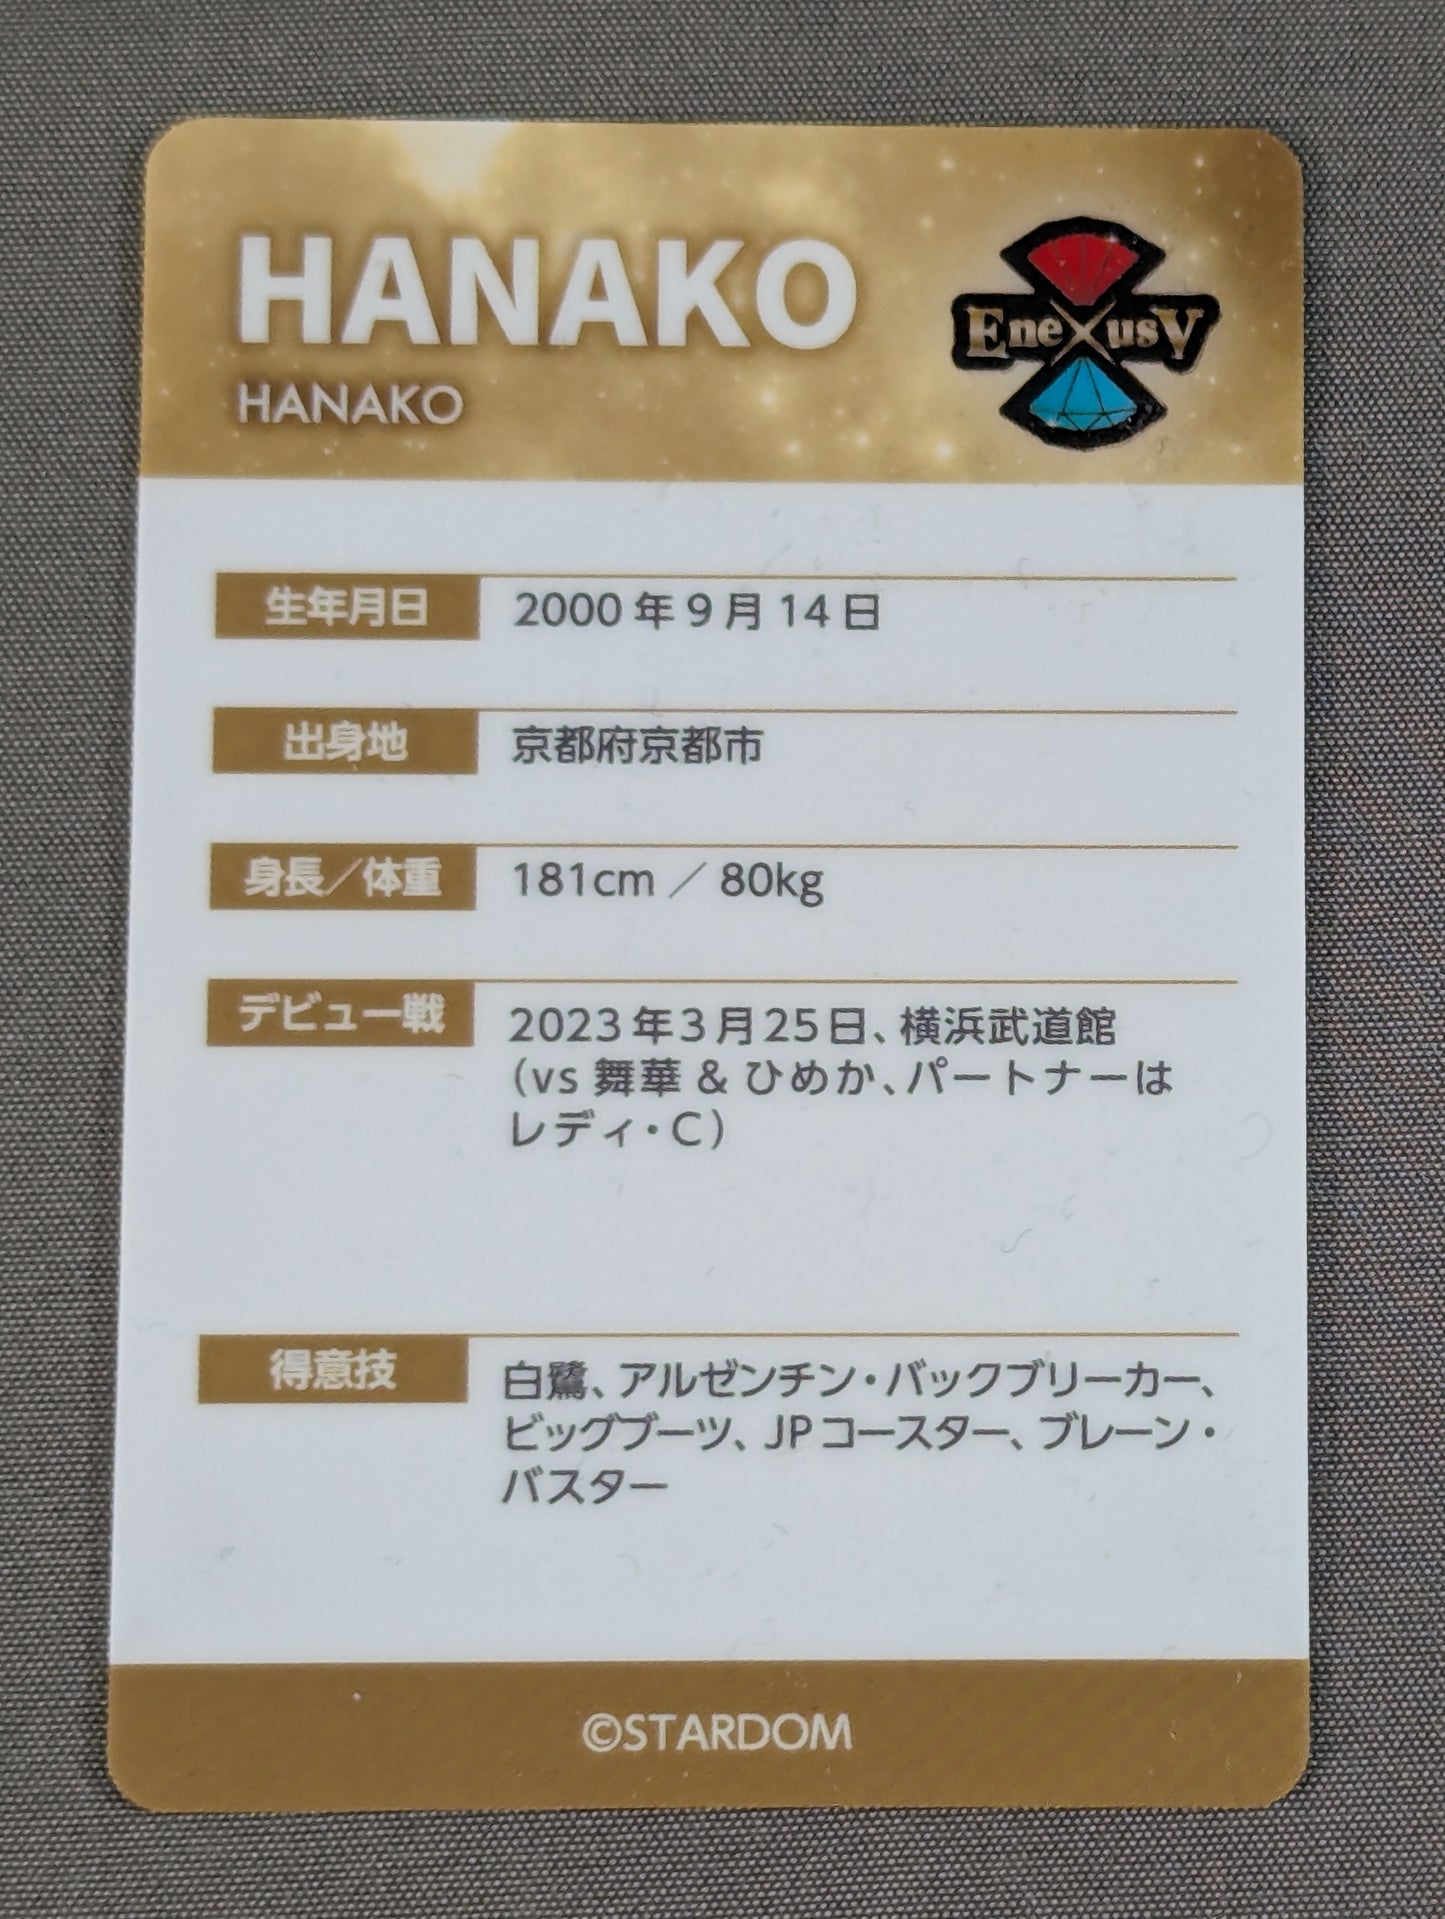 HANAKO
HANAKO
EneXusV
生年月日
2000年9月14日
出身地
京都府京都市
身長／体重
181cm ／ 80kg
デビュー戦
2023年3月25日、横浜武道館
（vs 舞華 & ひめか、パートナーは
レディ・C）
得意技
白鷺、アルゼンチン・バックブリーカー、
ビッグブーツ、JPコースター、ブレーン・
バスター
©STARDOM